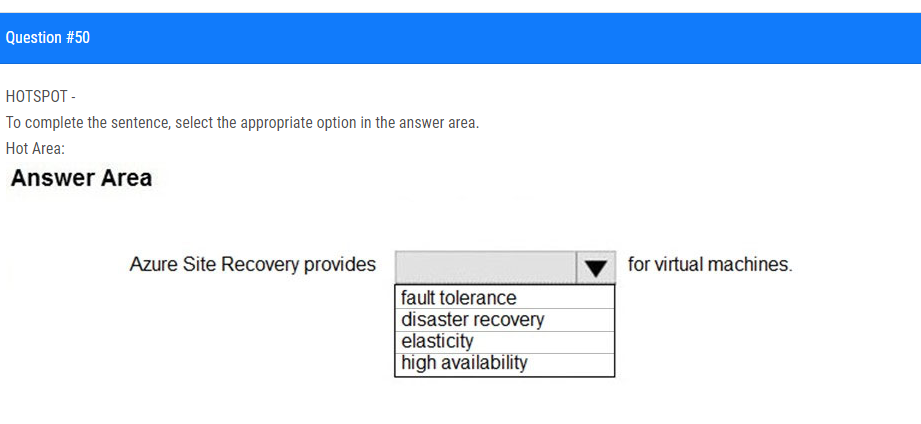 Question #50
HOTSPOT -
To complete the sentence, select the appropriate option in the answer area.
Hot Area:
Answer Area
Azure Site Recovery provides for virtual machines.
fault tolerance
disaster recovery
elasticity
high availability